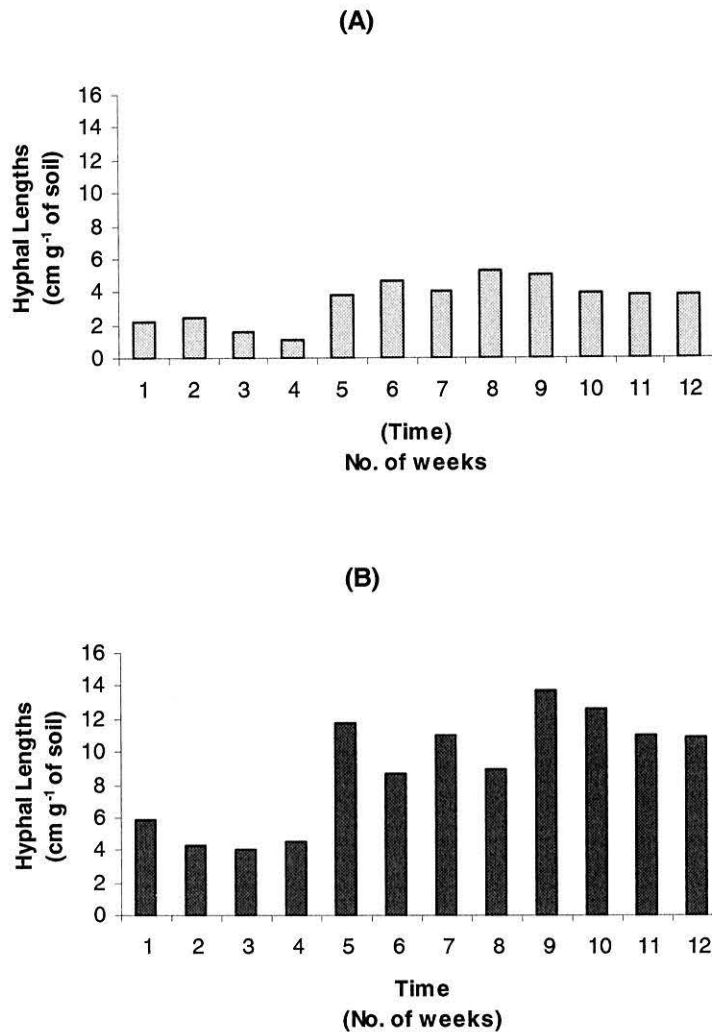 (A)
Hyphal Lengths
(cm g⁻¹ of soil)
16
14
12
10
8
6
4
2
0
1 2 3 4 5 6 7 8 9 10 11 12
(Time)
No. of weeks
(B)
Hyphal Lengths
(cm g⁻¹ of soil)
16
14
12
10
8
6
4
2
0
1 2 3 4 5 6 7 8 9 10 11 12
Time
(No. of weeks)